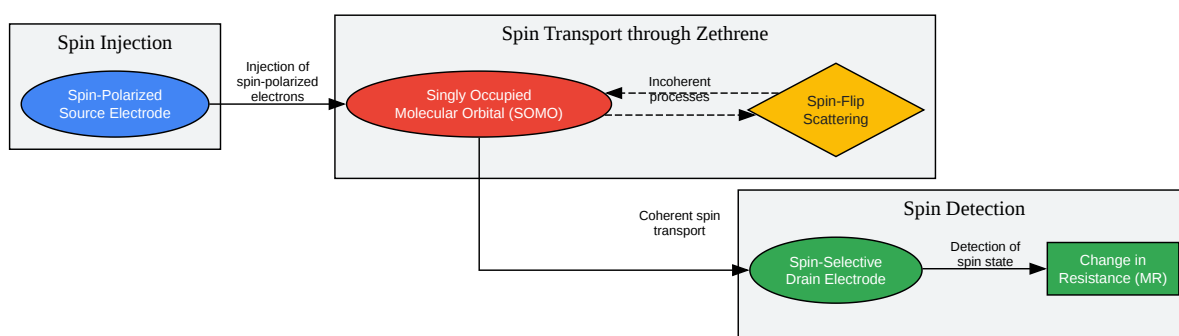 Spin Injection
Spin-Polarized
Source Electrode
Injection of
spin-polarized
electrons
Spin Transport through Zethrene
Singly Occupied
Molecular Orbital (SOMO)
Incoherent
processes
Spin-Flip
Scattering
Coherent spin
transport
Spin Detection
Spin-Selective
Drain Electrode
Detection of
spin state
Change in
Resistance (MR)